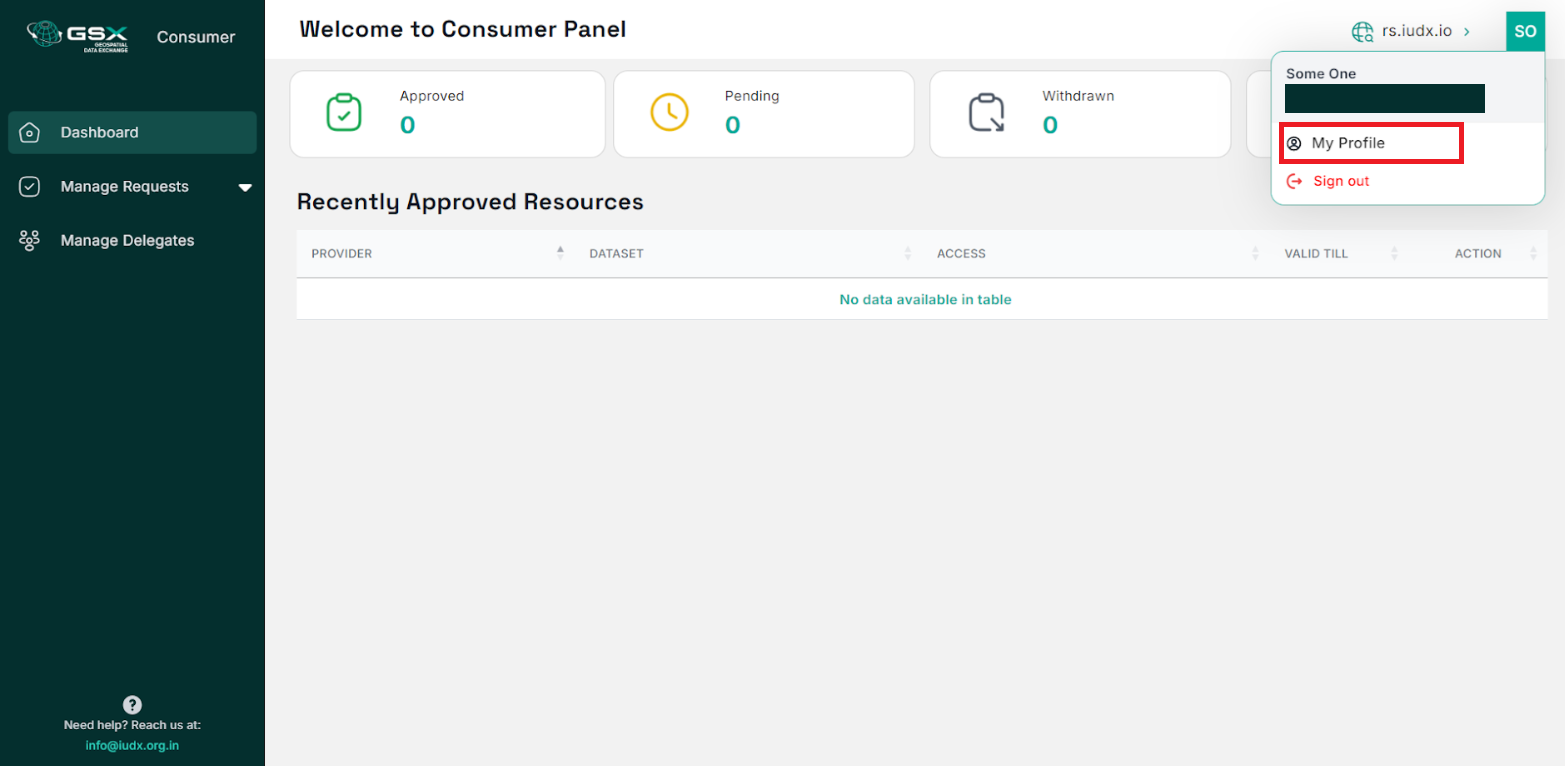 GSX
GEOSPATIAL
DATA EXCHANGE
Consumer
Dashboard
Manage Requests
Manage Delegates
Need help? Reach us at:
info@iudx.org.in
Welcome to Consumer Panel
rs.iudx.io
SO
Some One
My Profile
Sign out
Approved
0
Pending
0
Withdrawn
0
Recently Approved Resources
PROVIDER DATASET ACCESS VALID TILL ACTION
No data available in table